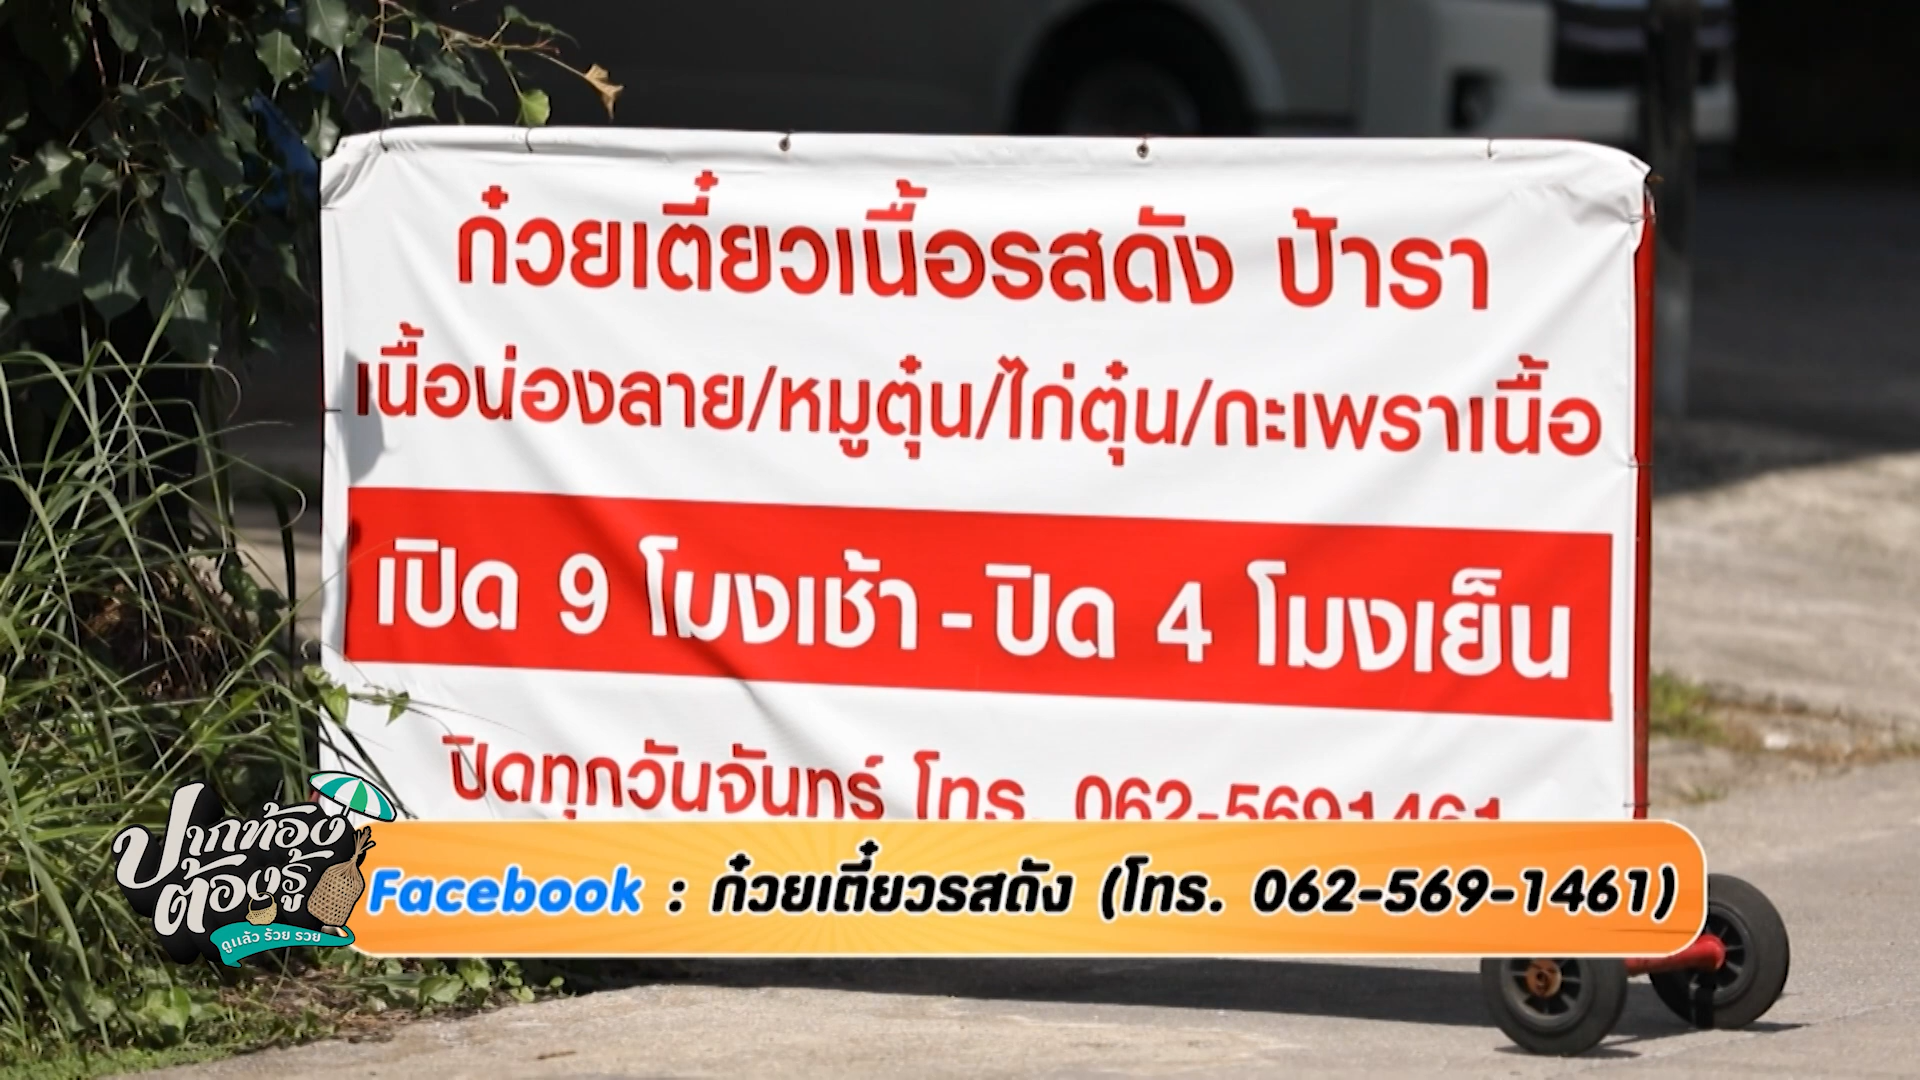 ก๋วยเตี๋ยวเนื้อรสดัง ป้ารา
เนื้อน่องลาย/หมูตุ๋น/ไก่ตุ๋น/กะเพราเนื้อ
เปิด 9 โมงเช้า - ปิด 4 โมงเย็น
ปิดทุกวันจันทร์ โทร. 062-5691461
ปากท้อง
ต้องรู้
ดูแล้ว ร้วย รวย
Facebook : ก๋วยเตี๋ยวรสดัง (โทร. 062-569-1461)